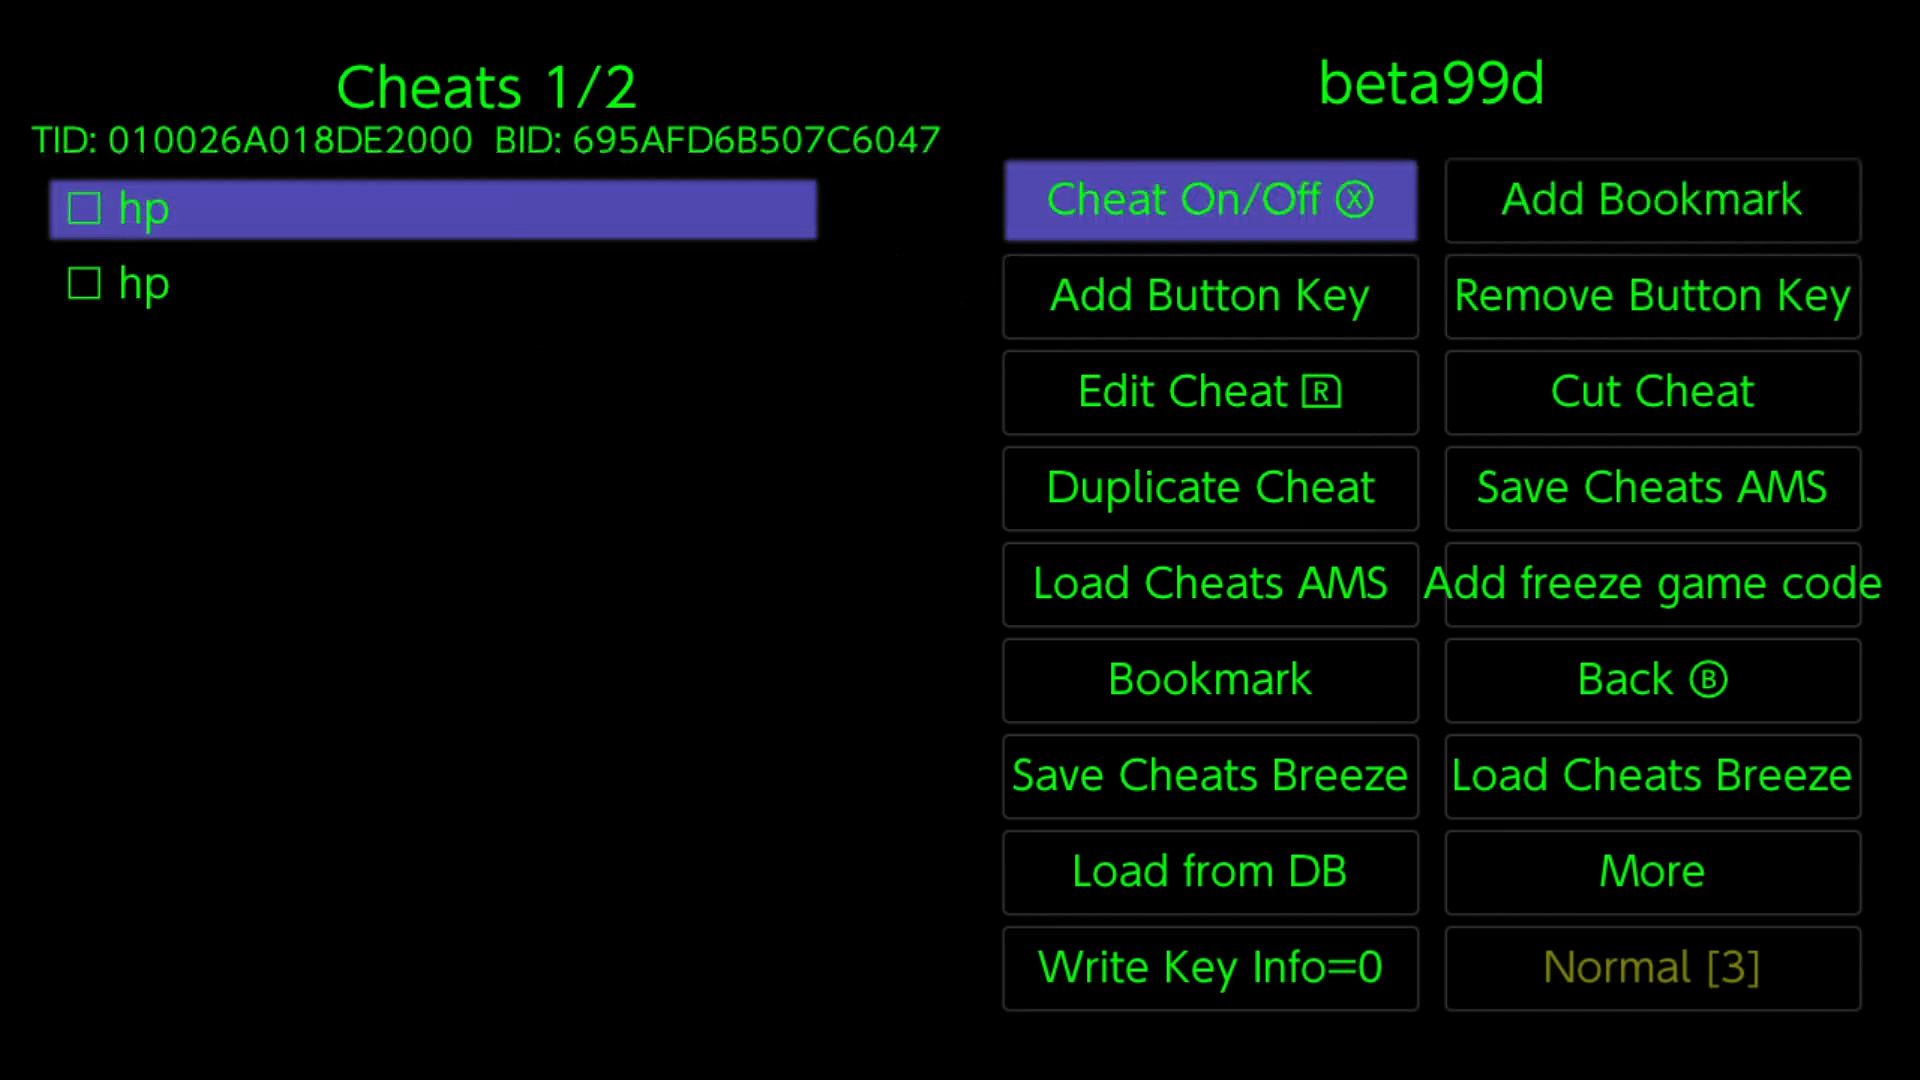 Cheats 1/2
TID: 010026A018DE2000 BID: 695AFD6B507C6047
□ hp
□ hp
beta99d
Cheat On/Off Ⓧ
Add Bookmark
Add Button Key
Remove Button Key
Edit Cheat R
Cut Cheat
Duplicate Cheat
Save Cheats AMS
Load Cheats AMS
Add freeze game code
Bookmark
Back Ⓑ
Save Cheats Breeze
Load Cheats Breeze
Load from DB
More
Write Key Info=0
Normal [3]